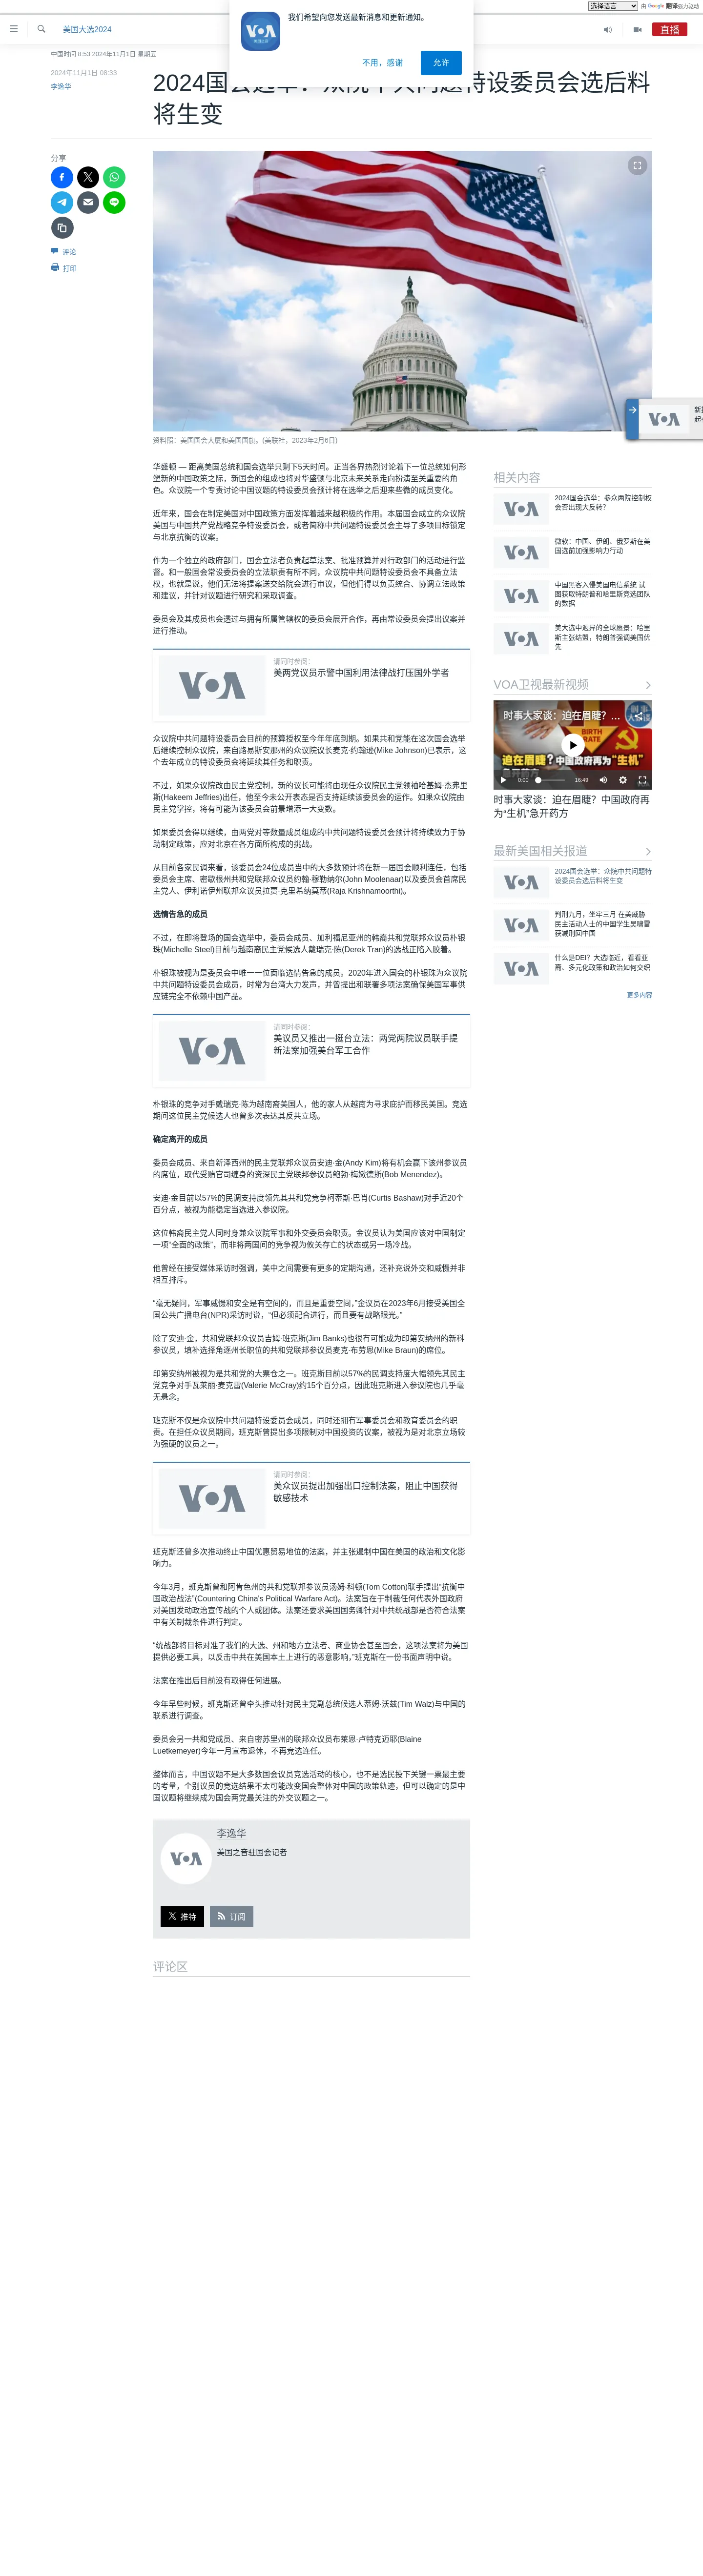 选择语言
由 Google 翻译强力驱动
美国大选2024
直播
VOA
我们希望向您发送最新消息和更新通知。
不用，感谢
允许
中国时间 8:53 2024年11月1日 星期五
2024年11月1日 08:33
李逸华
2024国会选举：众院中共问题特设委员会选后料
将生变
分享
评论
打印
资料照：美国国会大厦和美国国旗。(美联社，2023年2月6日)
华盛顿 — 距离美国总统和国会选举只剩下5天时间。正当各界热烈讨论着下一位总统如何形
塑新的中国政策之际，新国会的组成也将对华盛顿与北京未来关系走向扮演至关重要的角
色。众议院一个专责讨论中国议题的特设委员会预计将在选举之后迎来些微的成员变化。
近年来，国会在制定美国对中国政策方面发挥着越来越积极的作用。本届国会成立的众议院
美国与中国共产党战略竞争特设委员会，或者简称中共问题特设委员会主导了多项目标锁定
与北京抗衡的议案。
作为一个独立的政府部门，国会立法者负责起草法案、批准预算并对行政部门的活动进行监
督。和一般国会常设委员会的立法职责有所不同，众议院中共问题特设委员会不具备立法
权，也就是说，他们无法将提案送交给院会进行审议，但他们得以负责统合、协调立法政策
和建议，并针对议题进行研究和采取调查。
委员会及其成员也会透过与拥有所属管辖权的委员会展开合作，再由常设委员会提出议案并
进行推动。
请同时参阅：
美两党议员示警中国利用法律战打压国外学者
VOA
众议院中共问题特设委员会目前的预算授权至今年年底到期。如果共和党能在这次国会选举
后继续控制众议院，来自路易斯安那州的众议院议长麦克·约翰逊(Mike Johnson)已表示，这
个去年成立的特设委员会将延续其任务和职责。
不过，如果众议院改由民主党控制，新的议长可能将由现任众议院民主党领袖哈基姆·杰弗里
斯(Hakeem Jeffries)出任，他至今未公开表态是否支持延续该委员会的运作。如果众议院由
民主党掌控，将有可能为该委员会前景增添一大变数。
如果委员会得以继续，由两党对等数量成员组成的中共问题特设委员会预计将持续致力于协
助制定政策，应对北京在各方面所构成的挑战。
从目前各家民调来看，该委员会24位成员当中的大多数预计将在新一届国会顺利连任，包括
委员会主席、密歇根州共和党联邦众议员约翰·穆勒纳尔(John Moolenaar)以及委员会首席民
主党人、伊利诺伊州联邦众议员拉贾·克里希纳莫蒂(Raja Krishnamoorthi)。
选情告急的成员
不过，在即将登场的国会选举中，委员会成员、加利福尼亚州的韩裔共和党联邦众议员朴银
珠(Michelle Steel)目前与越南裔民主党候选人戴瑞克·陈(Derek Tran)的选战正陷入胶着。
朴银珠被视为是委员会中唯一一位面临选情告急的成员。2020年进入国会的朴银珠为众议院
中共问题特设委员会成员，时常为台湾大力发声，并曾提出和联署多项法案确保美国军事供
应链完全不依赖中国产品。
请同时参阅：
美议员又推出一挺台立法：两党两院议员联手提
新法案加强美台军工合作
VOA
朴银珠的竞争对手戴瑞克·陈为越南裔美国人，他的家人从越南为寻求庇护而移民美国。竞选
期间这位民主党候选人也曾多次表达其反共立场。
确定离开的成员
委员会成员、来自新泽西州的民主党联邦众议员安迪·金(Andy Kim)将有机会赢下该州参议员
的席位，取代受贿官司缠身的资深民主党联邦参议员鲍勃·梅嫩德斯(Bob Menendez)。
安迪·金目前以57%的民调支持度领先其共和党竞争柯蒂斯·巴肖(Curtis Bashaw)对手近20个
百分点，被视为能稳定当选进入参议院。
这位韩裔民主党人同时身兼众议院军事和外交委员会职责。金议员认为美国应该对中国制定
一项“全面的政策”，而非将两国间的竞争视为攸关存亡的状态或另一场冷战。
他曾经在接受媒体采访时强调，美中之间需要有更多的定期沟通，还补充说外交和威慑并非
相互排斥。
“毫无疑问，军事威慑和安全是有空间的，而且是重要空间，”金议员在2023年6月接受美国全
国公共广播电台(NPR)采访时说，“但必须配合进行，而且要有战略眼光。”
除了安迪·金，共和党联邦众议员吉姆·班克斯(Jim Banks)也很有可能成为印第安纳州的新科
参议员，填补选择角逐州长职位的共和党联邦参议员麦克·布劳恩(Mike Braun)的席位。
印第安纳州被视为是共和党的大票仓之一。班克斯目前以57%的民调支持度大幅领先其民主
党竞争对手瓦莱丽·麦克雷(Valerie McCray)约15个百分点，因此班克斯进入参议院也几乎毫
无悬念。
班克斯不仅是众议院中共问题特设委员会成员，同时还拥有军事委员会和教育委员会的职
责。在担任众议员期间，班克斯曾提出多项限制对中国投资的议案，被视为是对北京立场较
为强硬的议员之一。
请同时参阅：
美众议员提出加强出口控制法案，阻止中国获得
敏感技术
VOA
班克斯还曾多次推动终止中国优惠贸易地位的法案，并主张遏制中国在美国的政治和文化影
响力。
今年3月，班克斯曾和阿肯色州的共和党联邦参议员汤姆·科顿(Tom Cotton)联手提出“抗衡中
国政治战法”(Countering China's Political Warfare Act)。法案旨在于制裁任何代表外国政府
对美国发动政治宣传战的个人或团体。法案还要求美国国务卿针对中共统战部是否符合法案
中有关制裁条件进行判定。
“统战部将目标对准了我们的大选、州和地方立法者、商业协会甚至国会，这项法案将为美国
提供必要工具，以反击中共在美国本土上进行的恶意影响，”班克斯在一份书面声明中说。
法案在推出后目前没有取得任何进展。
今年早些时候，班克斯还曾牵头推动针对民主党副总统候选人蒂姆·沃兹(Tim Walz)与中国的
联系进行调查。
委员会另一共和党成员、来自密苏里州的联邦众议员布莱恩·卢特克迈耶(Blaine
Luetkemeyer)今年一月宣布退休，不再竞选连任。
整体而言，中国议题不是大多数国会议员竞选活动的核心，也不是选民投下关键一票最主要
的考量，个别议员的竞选结果不太可能改变国会整体对中国的政策轨迹，但可以确定的是中
国议题将继续成为国会两党最关注的外交议题之一。
VOA
李逸华
美国之音驻国会记者
推特
订阅
评论区
VOA
相关内容
VOA
2024国会选举：参众两院控制权
会否出现大反转？
VOA
微软：中国、伊朗、俄罗斯在美
国选前加强影响力行动
VOA
中国黑客入侵美国电信系统 试
图获取特朗普和哈里斯竞选团队
的数据
VOA
美大选中迥异的全球愿景：哈里
斯主张结盟，特朗普强调美国优
先
VOA卫视最新视频
时事大家谈：迫在眉睫？...
BIRTH RATE
迫在眉睫？中国政府再为“生机”
急开药方
0:00
16:49
时事大家谈：迫在眉睫？中国政府再
为“生机”急开药方
最新美国相关报道
VOA
2024国会选举：众院中共问题特
设委员会选后料将生变
VOA
判刑九月，坐牢三月 在美威胁
民主活动人士的中国学生吴啸雷
获减刑回中国
VOA
什么是DEI？大选临近，看看亚
裔、多元化政策和政治如何交织
更多内容